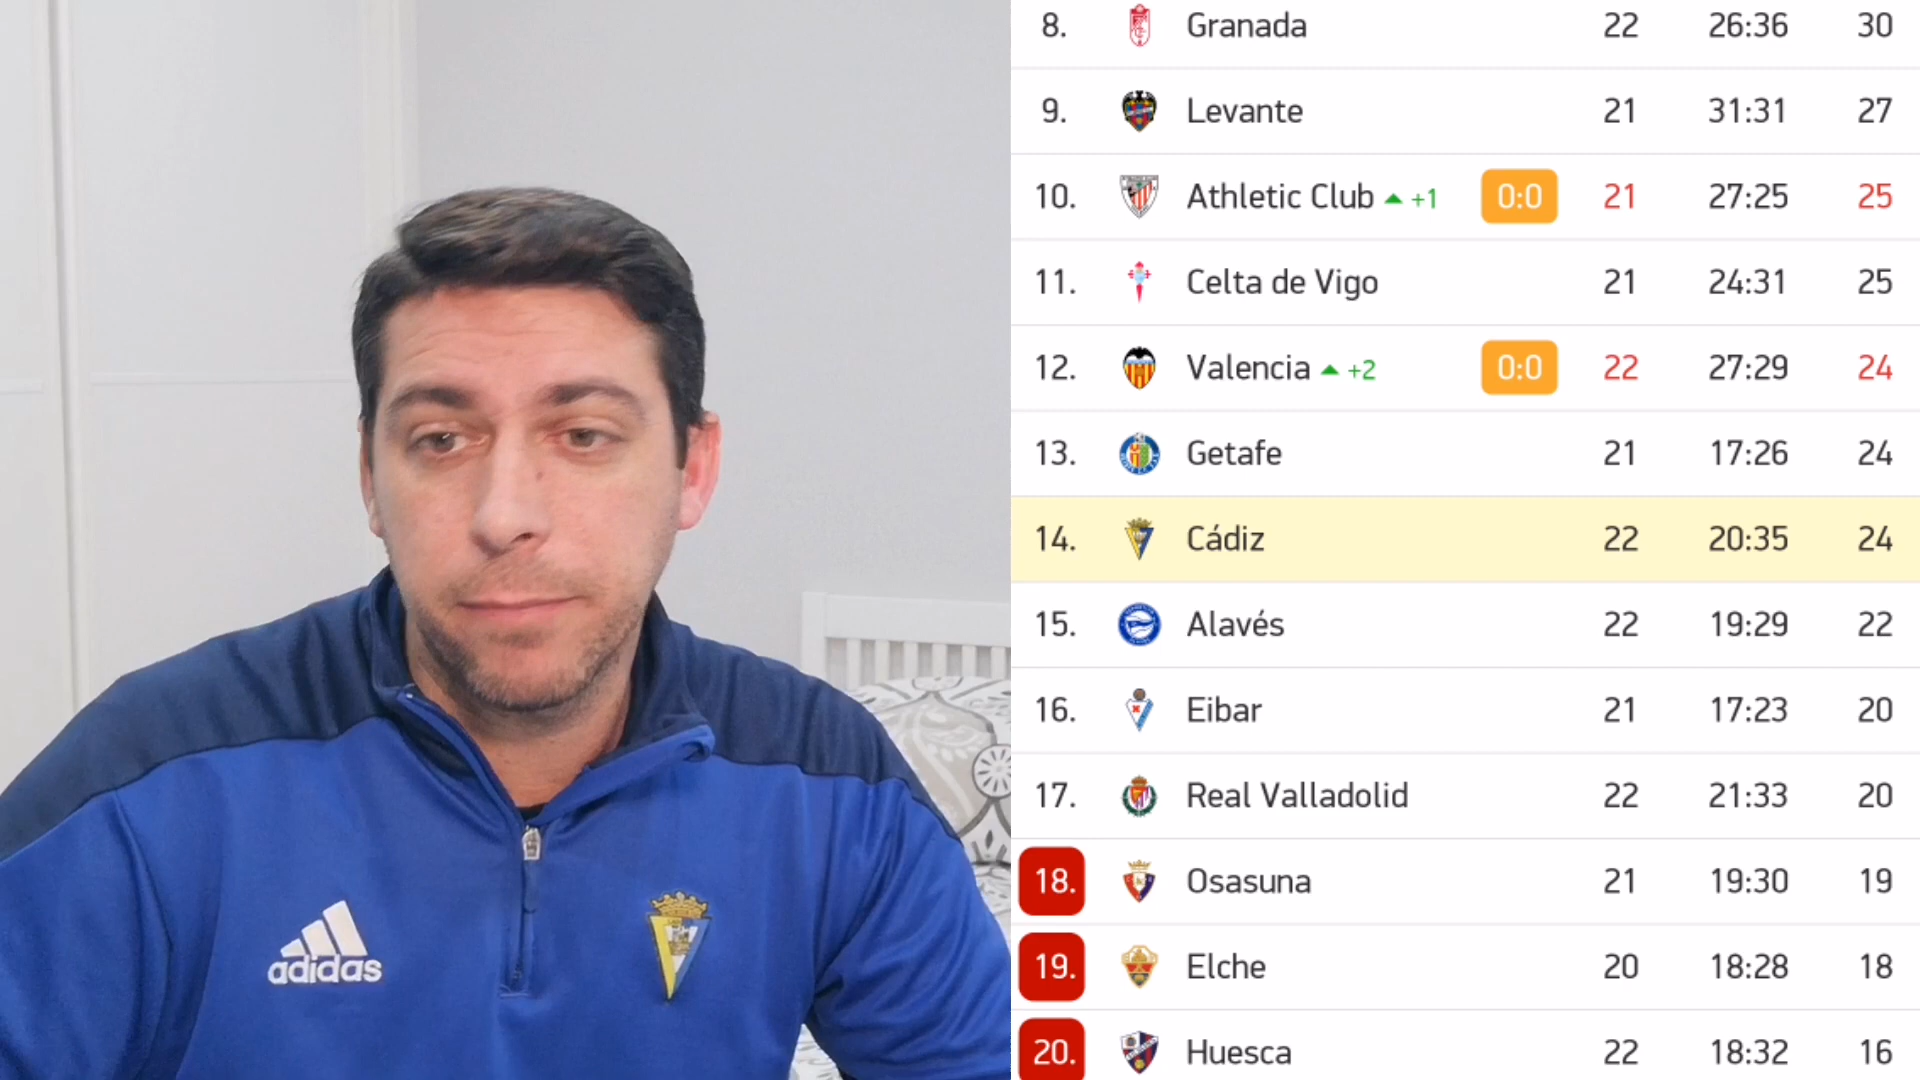 8. Granada 22 26:36 30
9. Levante 21 31:31 27
10. Athletic Club +1 0:0 21 27:25 25
11. Celta de Vigo 21 24:31 25
12. Valencia +2 0:0 22 27:29 24
13. Getafe 21 17:26 24
14. Cádiz 22 20:35 24
15. Alavés 22 19:29 22
16. Eibar 21 17:23 20
17. Real Valladolid 22 21:33 20
18. Osasuna 21 19:30 19
19. Elche 20 18:28 18
20. Huesca 22 18:32 16
adidas